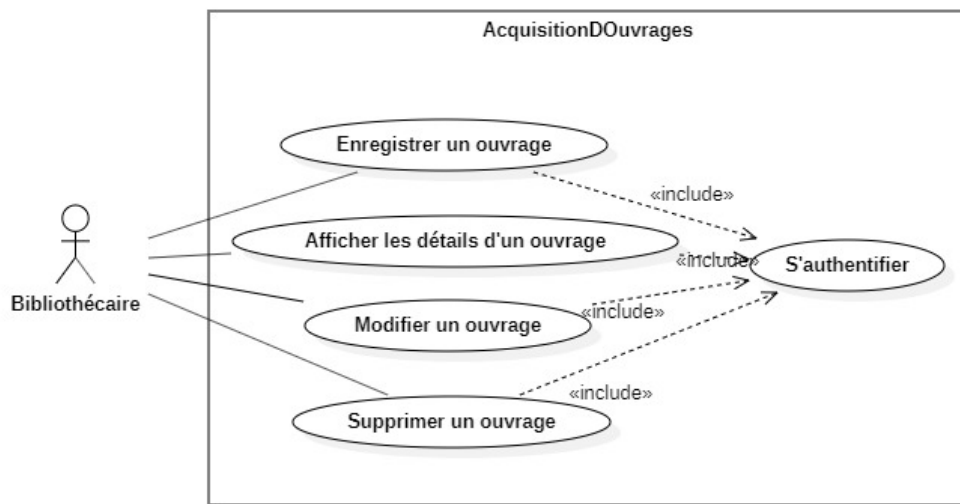 AcquisitionDOuvrages
Enregistrer un ouvrage
«include»
Afficher les détails d'un ouvrage
«include»
S'authentifier
Bibliothécaire
Modifier un ouvrage
«include»
Supprimer un ouvrage
«include»